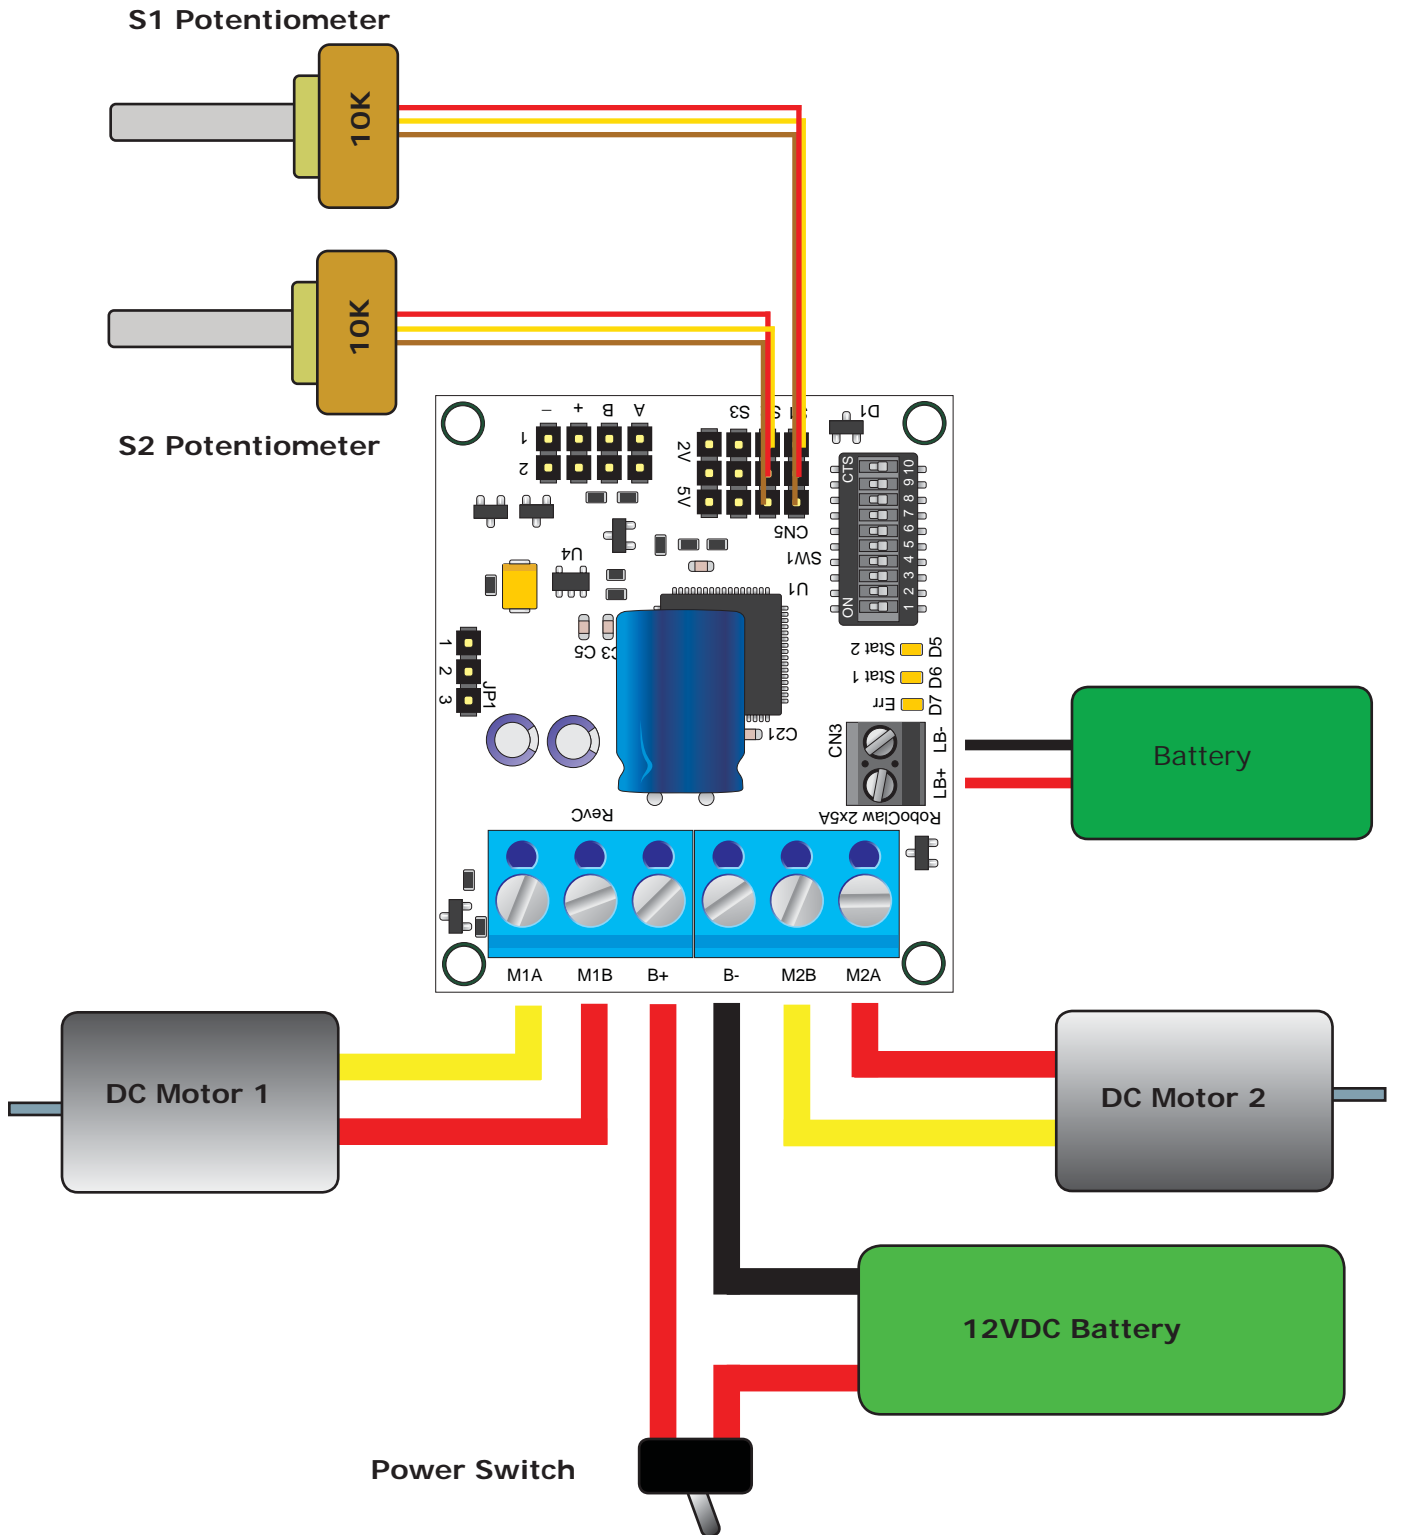 S1 Potentiometer
10K
10K
S2 Potentiometer
– + B A
1
2
2V
5V
S3
D1
CN5
CTS
ON
1 2 3 4 5 6 7 8 9 10
SW1
U4
U1
C5
C21
1
2
3
JP1
Stat 2 D5
Stat 1 D6
Err D7
CN3
LB-
LB+
RoboClaw 2x5A
RevC
M1A M1B B+ B- M2B M2A
Battery
DC Motor 1
DC Motor 2
12VDC Battery
Power Switch